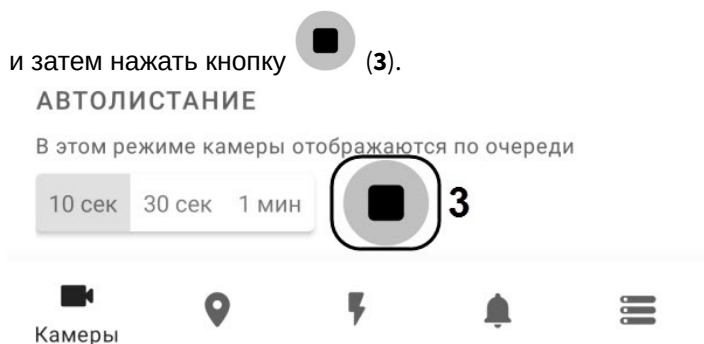 и затем нажать кнопку (3).
АВТОЛИСТАНИЕ
В этом режиме камеры отображаются по очереди
10 сек 30 сек 1 мин 3
Камеры